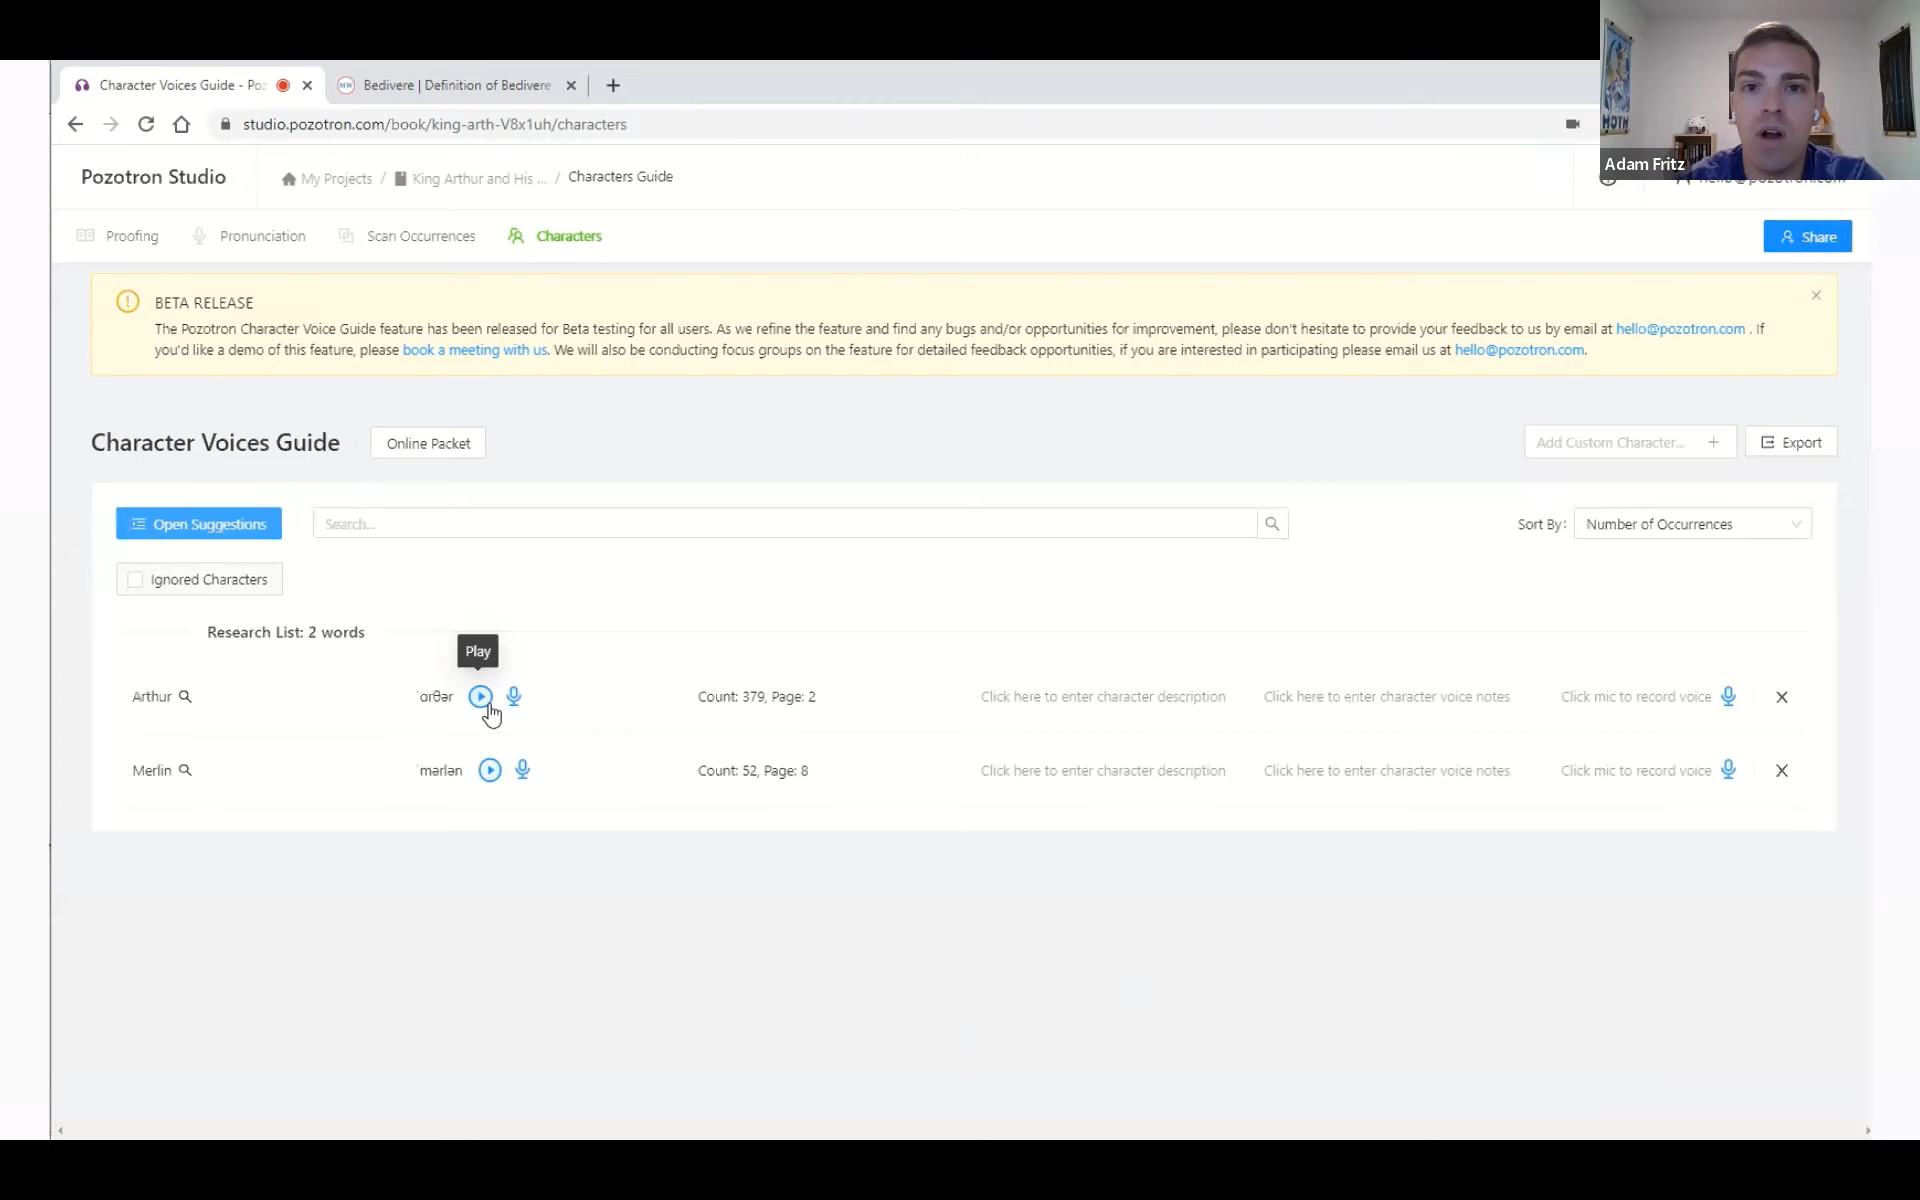 Character Voices Guide - Poz
Bedivere | Definition of Bedivere
studio.pozotron.com/book/king-arth-V8x1uh/characters
Adam Fritz
Pozotron Studio
My Projects / King Arthur and His ... / Characters Guide
Proofing
Pronunciation
Scan Occurrences
Characters
Share
BETA RELEASE
The Pozotron Character Voice Guide feature has been released for Beta testing for all users. As we refine the feature and find any bugs and/or opportunities for improvement, please don't hesitate to provide your feedback to us by email at hello@pozotron.com . If
you'd like a demo of this feature, please book a meeting with us. We will also be conducting focus groups on the feature for detailed feedback opportunities, if you are interested in participating please email us at hello@pozotron.com.
Character Voices Guide
Online Packet
Add Custom Character...
Export
Open Suggestions
Search...
Sort By:
Number of Occurrences
Ignored Characters
Research List: 2 words
Play
Arthur
ˈɑrθər
Count: 379, Page: 2
Click here to enter character description
Click here to enter character voice notes
Click mic to record voice
Merlin
ˈmərlən
Count: 52, Page: 8
Click here to enter character description
Click here to enter character voice notes
Click mic to record voice